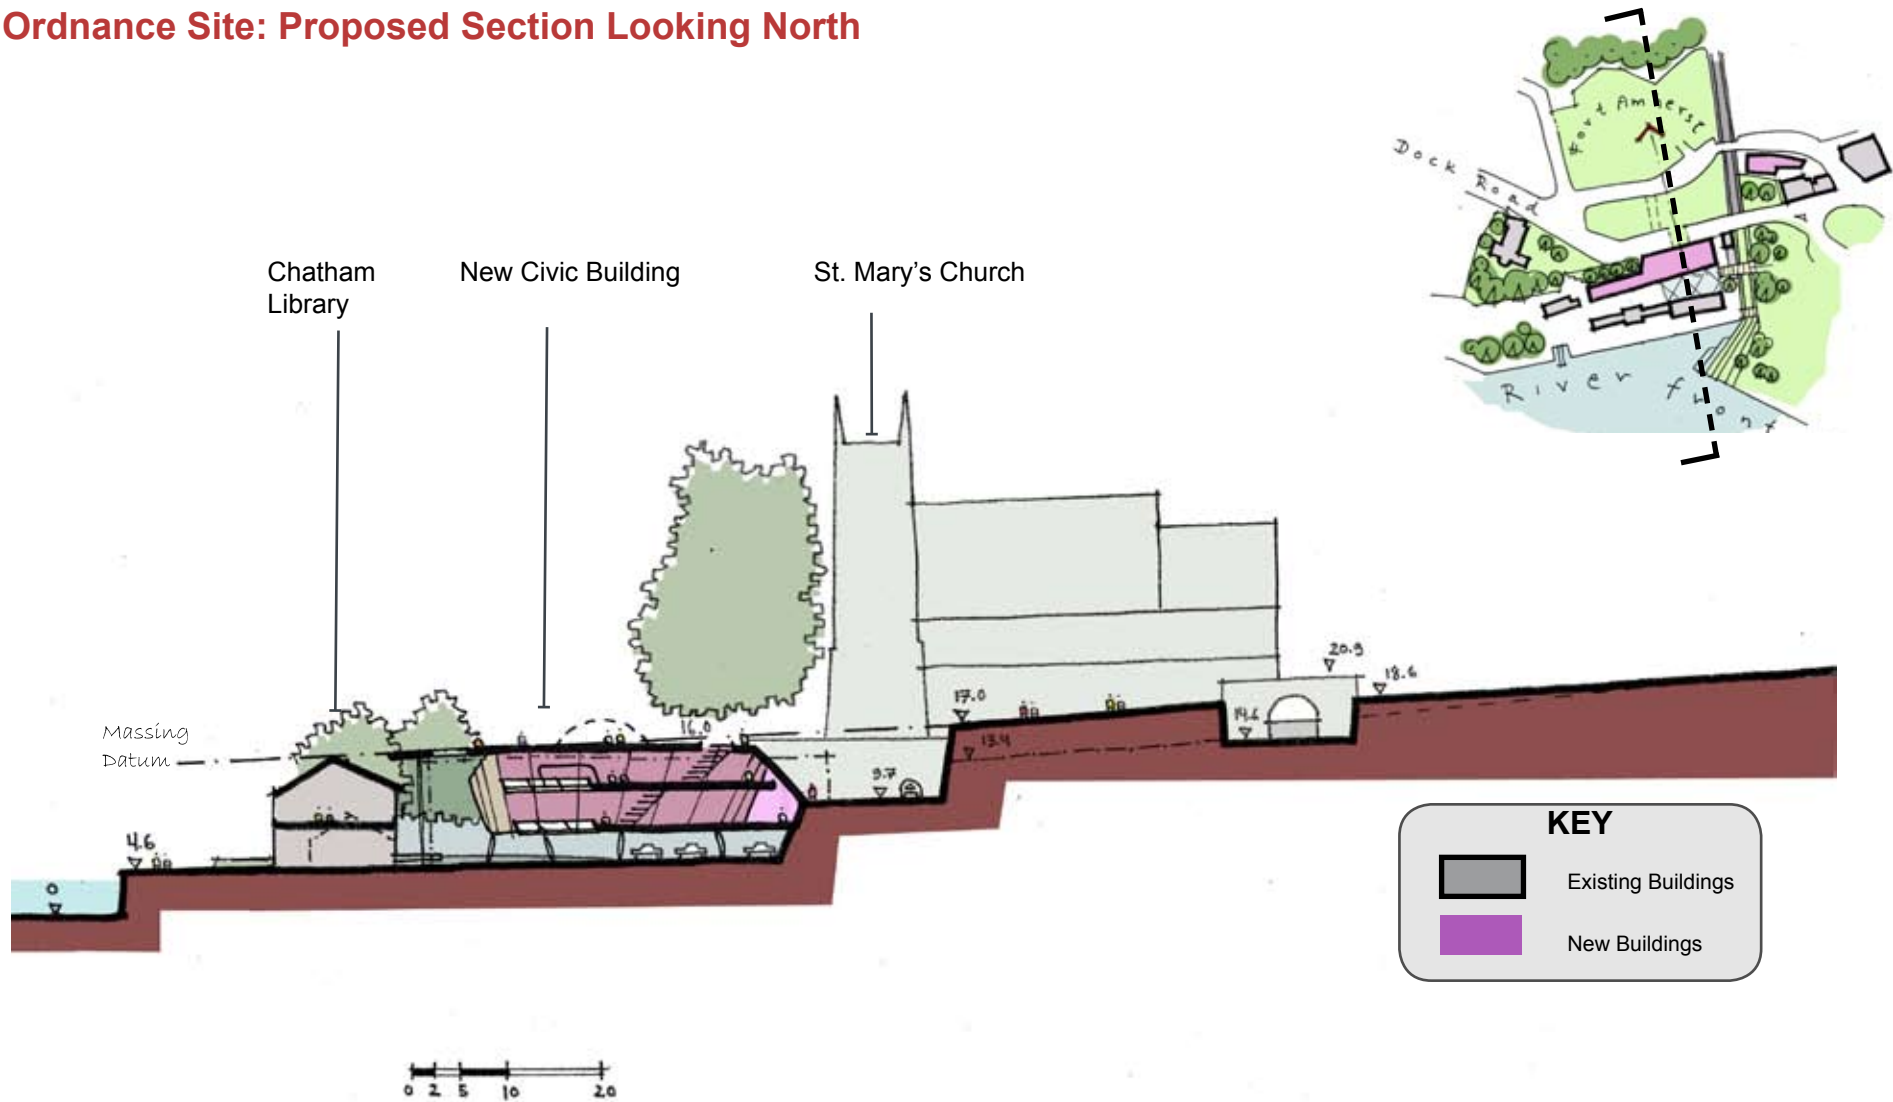 Ordnance Site: Proposed Section Looking North
Fort Amherst
Dock Road
River front
Chatham
Library
New Civic Building
St. Mary's Church
20.9
18.6
17.0
16.0
14.6
13.4
Massing
Datum
9.7
4.6
0
KEY
Existing Buildings
New Buildings
0 2 5 10 20